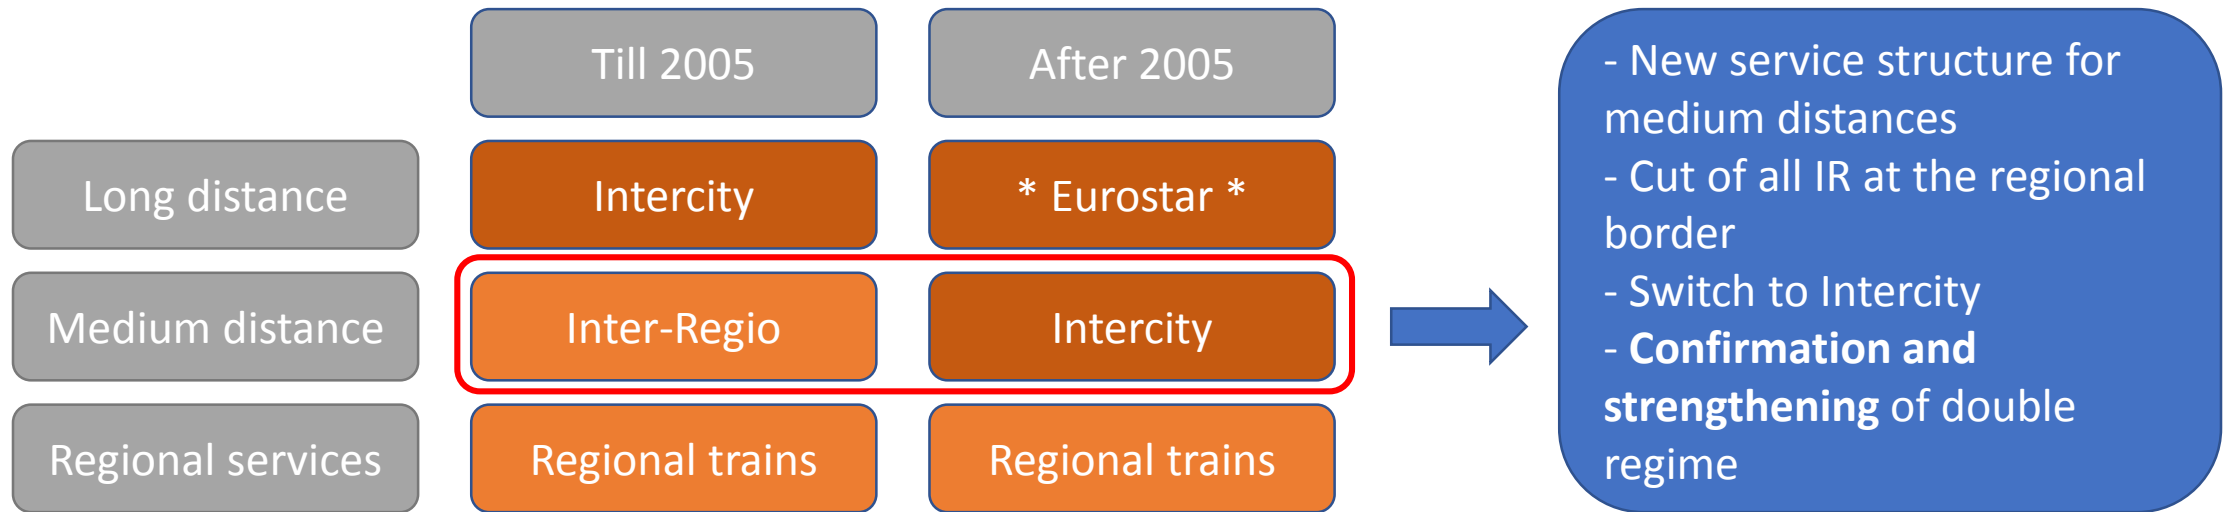 Till 2005
After 2005
Long distance
Intercity
* Eurostar *
Medium distance
Inter-Regio
Intercity
Regional services
Regional trains
Regional trains
- New service structure for
medium distances
- Cut of all IR at the regional
border
- Switch to Intercity
- Confirmation and
strengthening of double
regime